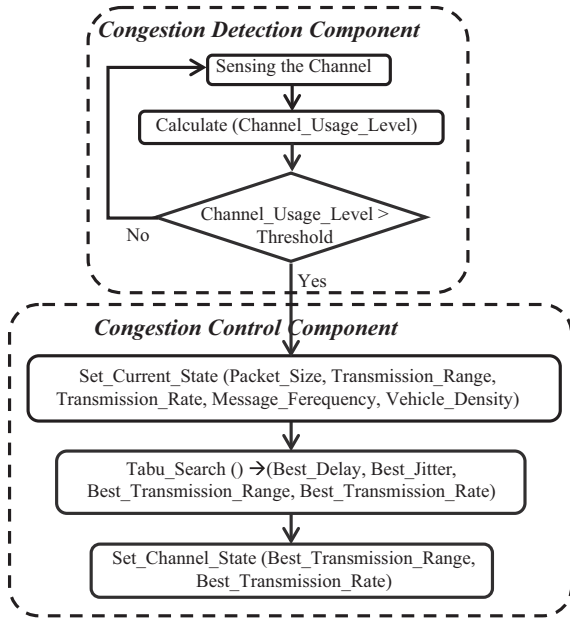 Congestion Detection Component
Sensing the Channel
Calculate (Channel_Usage_Level)
Channel_Usage_Level >
Threshold
No
Yes
Congestion Control Component
Set_Current_State (Packet_Size, Transmission_Range,
Transmission_Rate, Message_Ferequency, Vehicle_Density)
Tabu_Search () →(Best_Delay, Best_Jitter,
Best_Transmission_Range, Best_Transmission_Rate)
Set_Channel_State (Best_Transmission_Range,
Best_Transmission_Rate)